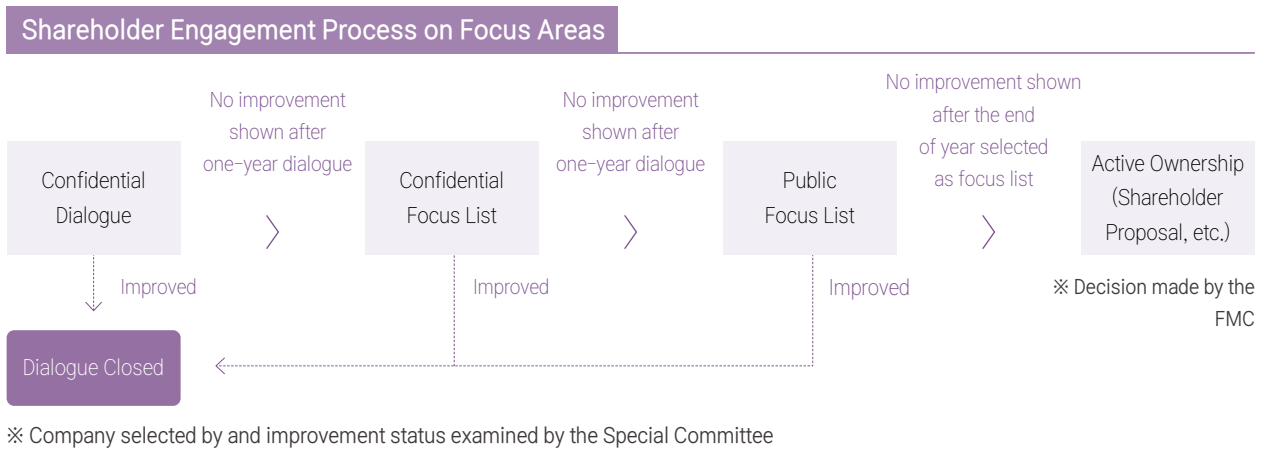 Shareholder Engagement Process on Focus Areas
Confidential
Dialogue
No improvement
shown after
one-year dialogue
Confidential
Focus List
No improvement
shown after
one-year dialogue
Public
Focus List
No improvement shown
after the end
of year selected
as focus list
Active Ownership
(Shareholder
Proposal, etc.)
Improved
Improved
Improved
※ Decision made by the
FMC
Dialogue Closed
※ Company selected by and improvement status examined by the Special Committee